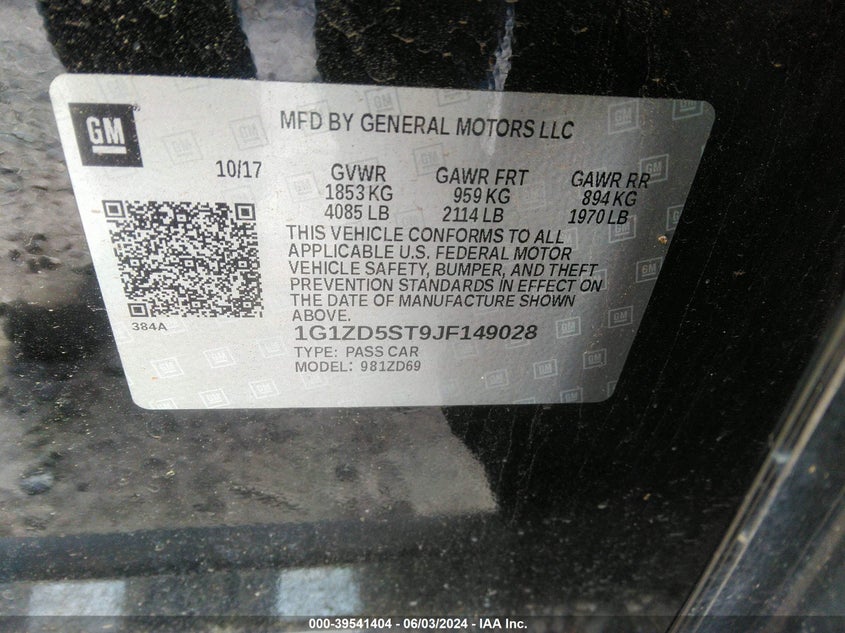 GM
MFD BY GENERAL MOTORS LLC
10/17
GVWR GAWR FRT GAWR RR
1853 KG 959 KG 894 KG
4085 LB 2114 LB 1970 LB
THIS VEHICLE CONFORMS TO ALL
APPLICABLE U.S. FEDERAL MOTOR
VEHICLE SAFETY, BUMPER, AND THEFT
PREVENTION STANDARDS IN EFFECT ON
THE DATE OF MANUFACTURE SHOWN
ABOVE.
384A
1G1ZD5ST9JF149028
TYPE: PASS CAR
MODEL: 981ZD69
000-39541404 - 06/03/2024 - IAA Inc.